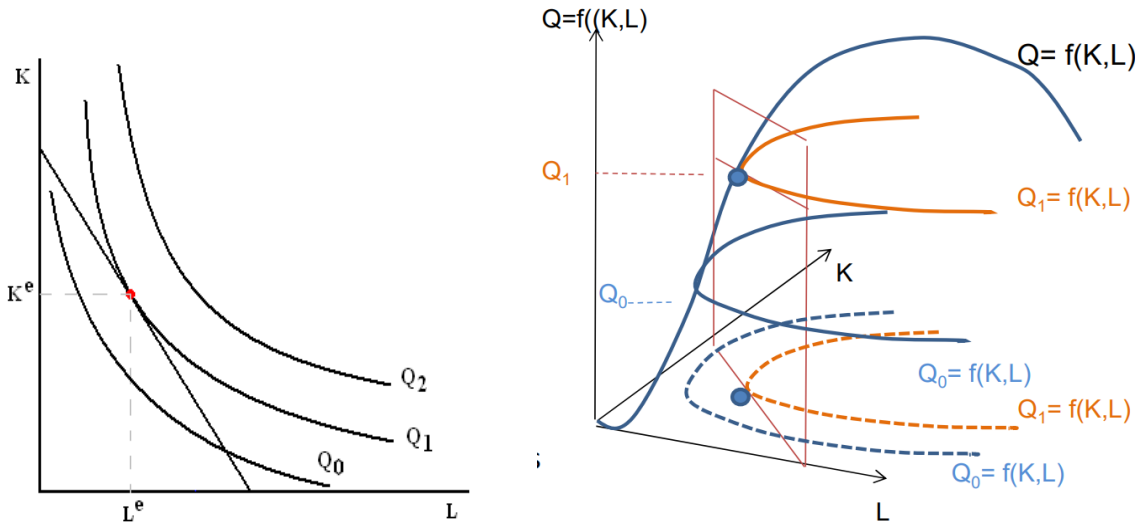 K
Kᵉ
Lᵉ
L
Q₂
Q₁
Q₀
Q=f((K,L)
Q= f(K,L)
Q₁
Q₁= f(K,L)
K
Q₀
Q₀= f(K,L)
Q₁= f(K,L)
Q₀= f(K,L)
L